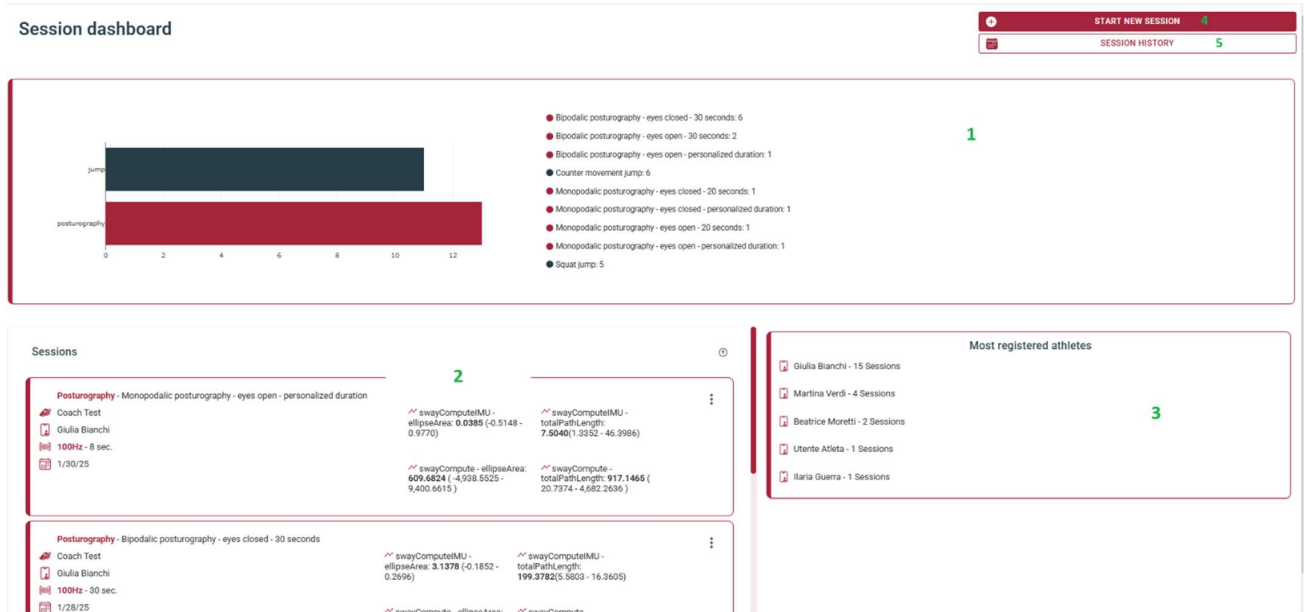 Session dashboard
START NEW SESSION 4
SESSION HISTORY 5
1
jump
posturography
0 2 4 6 8 10 12
Bipodalic posturography - eyes closed - 30 seconds: 6
Bipodalic posturography - eyes open - 30 seconds: 2
Bipodalic posturography - eyes open - personalized duration: 1
Counter movement jump: 6
Monopodalic posturography - eyes closed - 20 seconds: 1
Monopodalic posturography - eyes closed - personalized duration: 1
Monopodalic posturography - eyes open - 20 seconds: 1
Monopodalic posturography - eyes open - personalized duration: 1
Squat jump: 5
Sessions
2
Posturography - Monopodalic posturography - eyes open - personalized duration
Coach Test
Giulia Bianchi
100Hz - 8 sec.
1/30/25
swayComputeIMU -
ellipseArea: 0.0385 (-0.5148 -
0.9770)
swayComputeIMU -
totalPathLength:
7.5040(1.3352 - 46.3986)
swayCompute - ellipseArea:
609.6824 ( -4,938.5525 -
9,400.6615 )
swayCompute -
totalPathLength: 917.1465 (
20.7374 - 4,682.2636 )
Posturography - Bipodalic posturography - eyes closed - 30 seconds
Coach Test
Giulia Bianchi
100Hz - 30 sec.
1/28/25
swayComputeIMU -
ellipseArea: 3.1378 (-0.1852 -
0.2696)
swayComputeIMU -
totalPathLength:
199.3782(5.5803 - 16.3605)
swayCompute - ellipseArea:
swayCompute -
Most registered athletes
Giulia Bianchi - 15 Sessions
Martina Verdi - 4 Sessions
Beatrice Moretti - 2 Sessions
Utente Atleta - 1 Sessions
Ilaria Guerra - 1 Sessions
3